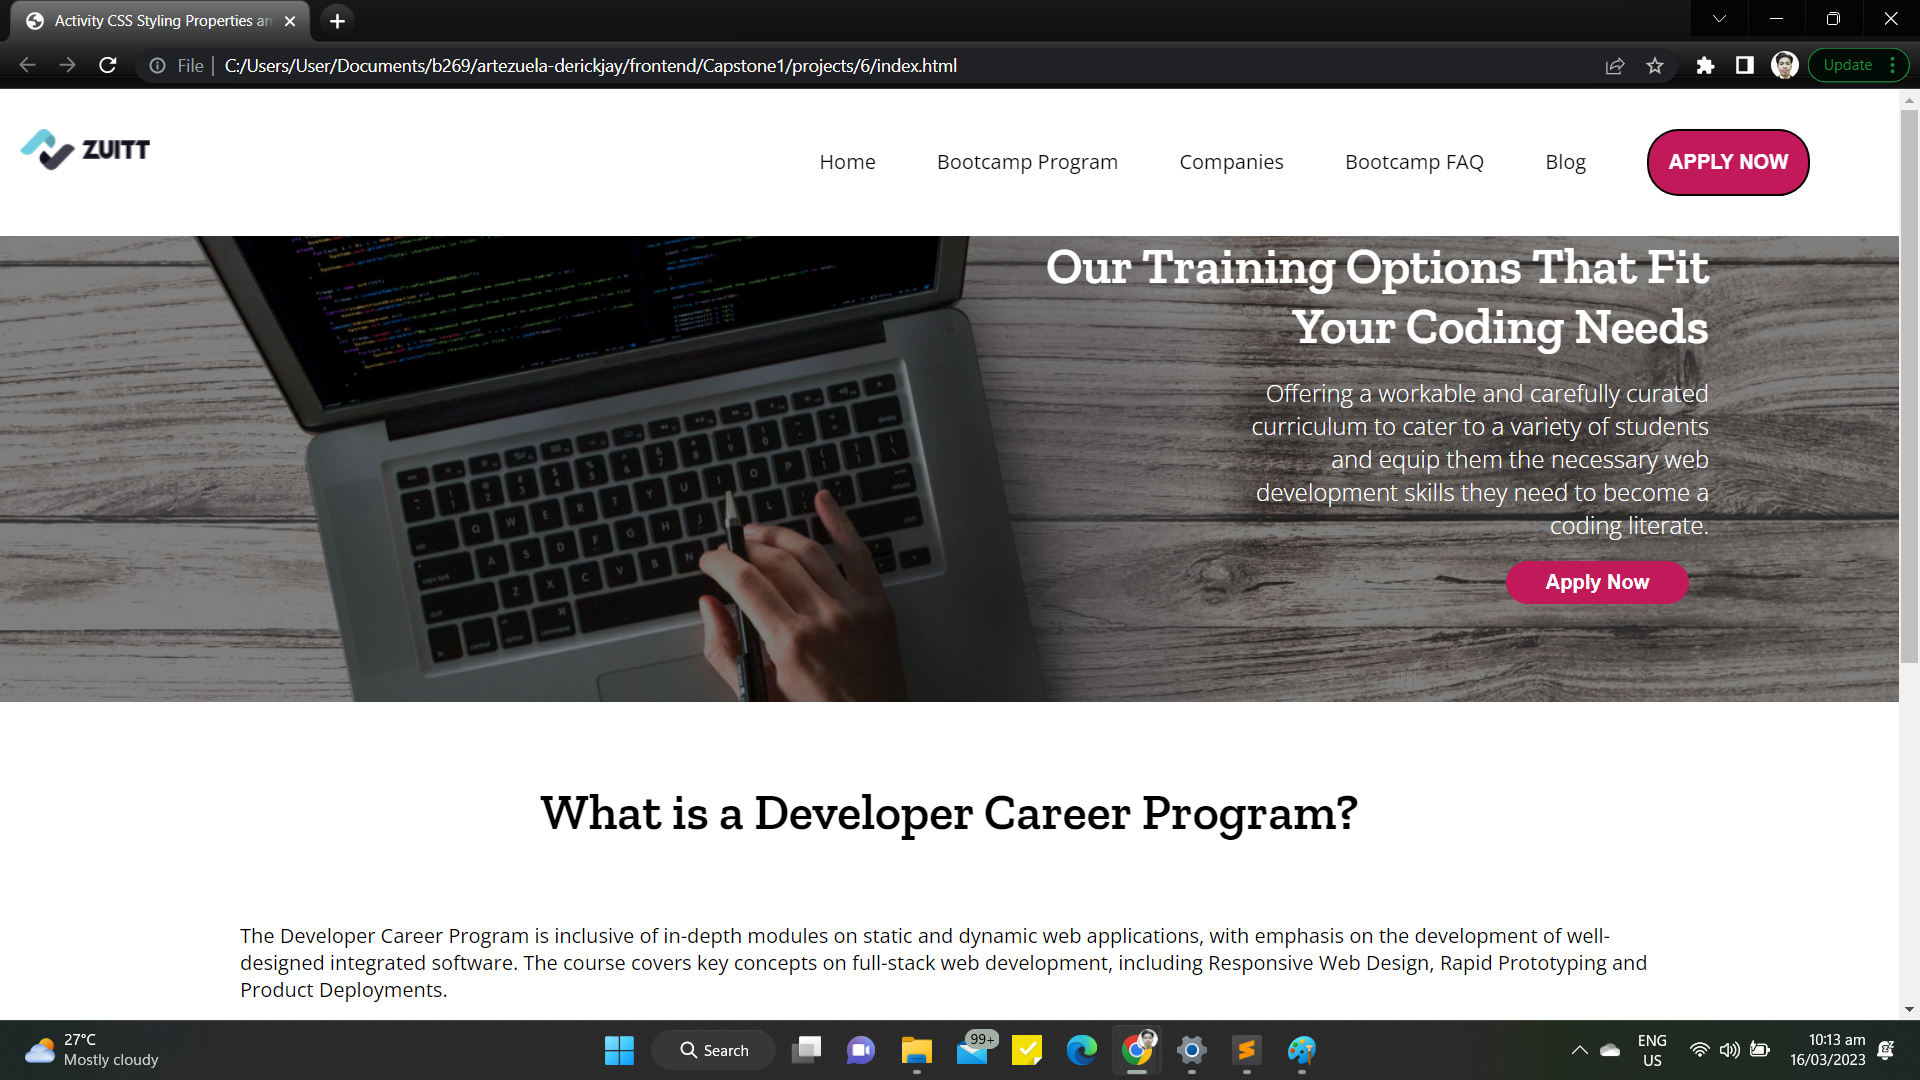 Activity CSS Styling Properties an
File
C:/Users/User/Documents/b269/artezuela-derickjay/frontend/Capstone1/projects/6/index.html
Update
ZUITT
Home
Bootcamp Program
Companies
Bootcamp FAQ
Blog
APPLY NOW
Our Training Options That Fit
Your Coding Needs
Offering a workable and carefully curated
curriculum to cater to a variety of students
and equip them the necessary web
development skills they need to become a
coding literate.
Apply Now
What is a Developer Career Program?
The Developer Career Program is inclusive of in-depth modules on static and dynamic web applications, with emphasis on the development of well-
designed integrated software. The course covers key concepts on full-stack web development, including Responsive Web Design, Rapid Prototyping and
Product Deployments.
27°C
Mostly cloudy
Search
99+
ENG
US
10:13 am
16/03/2023